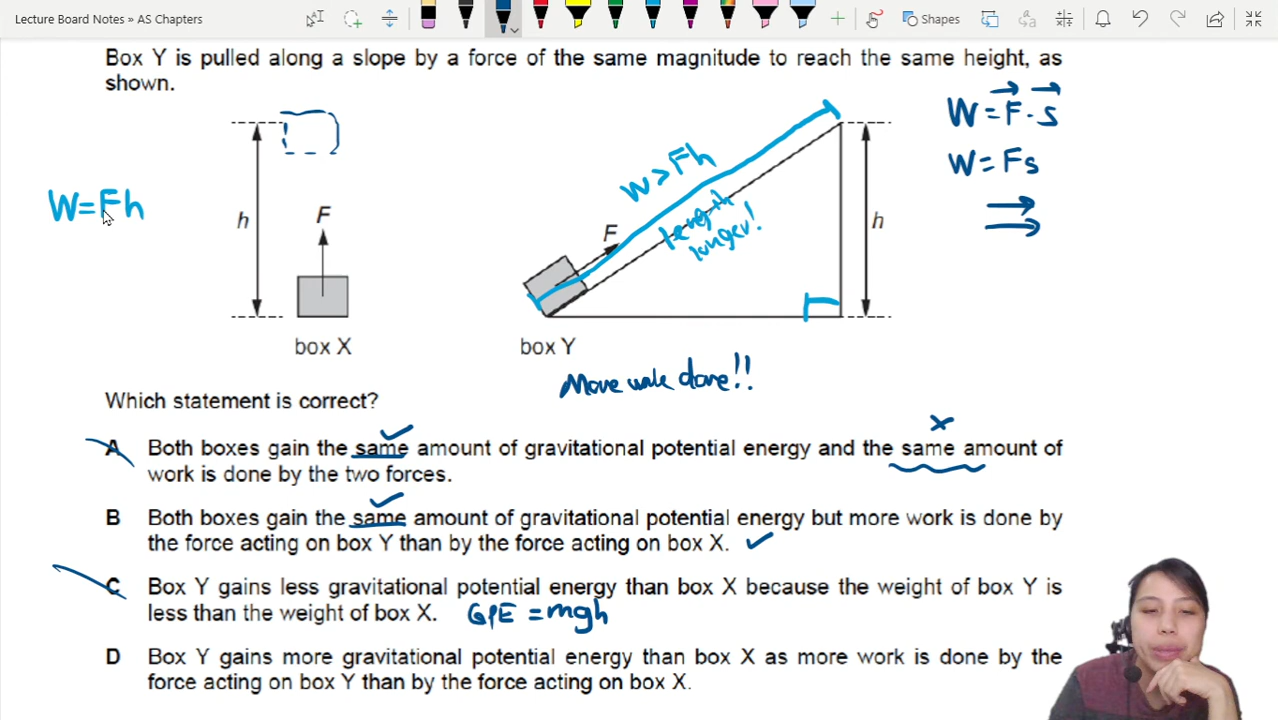 Lecture Board Notes » AS Chapters
Shapes
Box Y is pulled along a slope by a force of the same magnitude to reach the same height, as
shown.
W = F · s
W = Fs
W = Fh
h
F
box X
W > Fh
length
longer!
F
h
box Y
More work done!!
Which statement is correct?
A Both boxes gain the same amount of gravitational potential energy and the same amount of
work is done by the two forces.
B Both boxes gain the same amount of gravitational potential energy but more work is done by
the force acting on box Y than by the force acting on box X.
C Box Y gains less gravitational potential energy than box X because the weight of box Y is
less than the weight of box X. GPE = mgh
D Box Y gains more gravitational potential energy than box X as more work is done by the
force acting on box Y than by the force acting on box X.